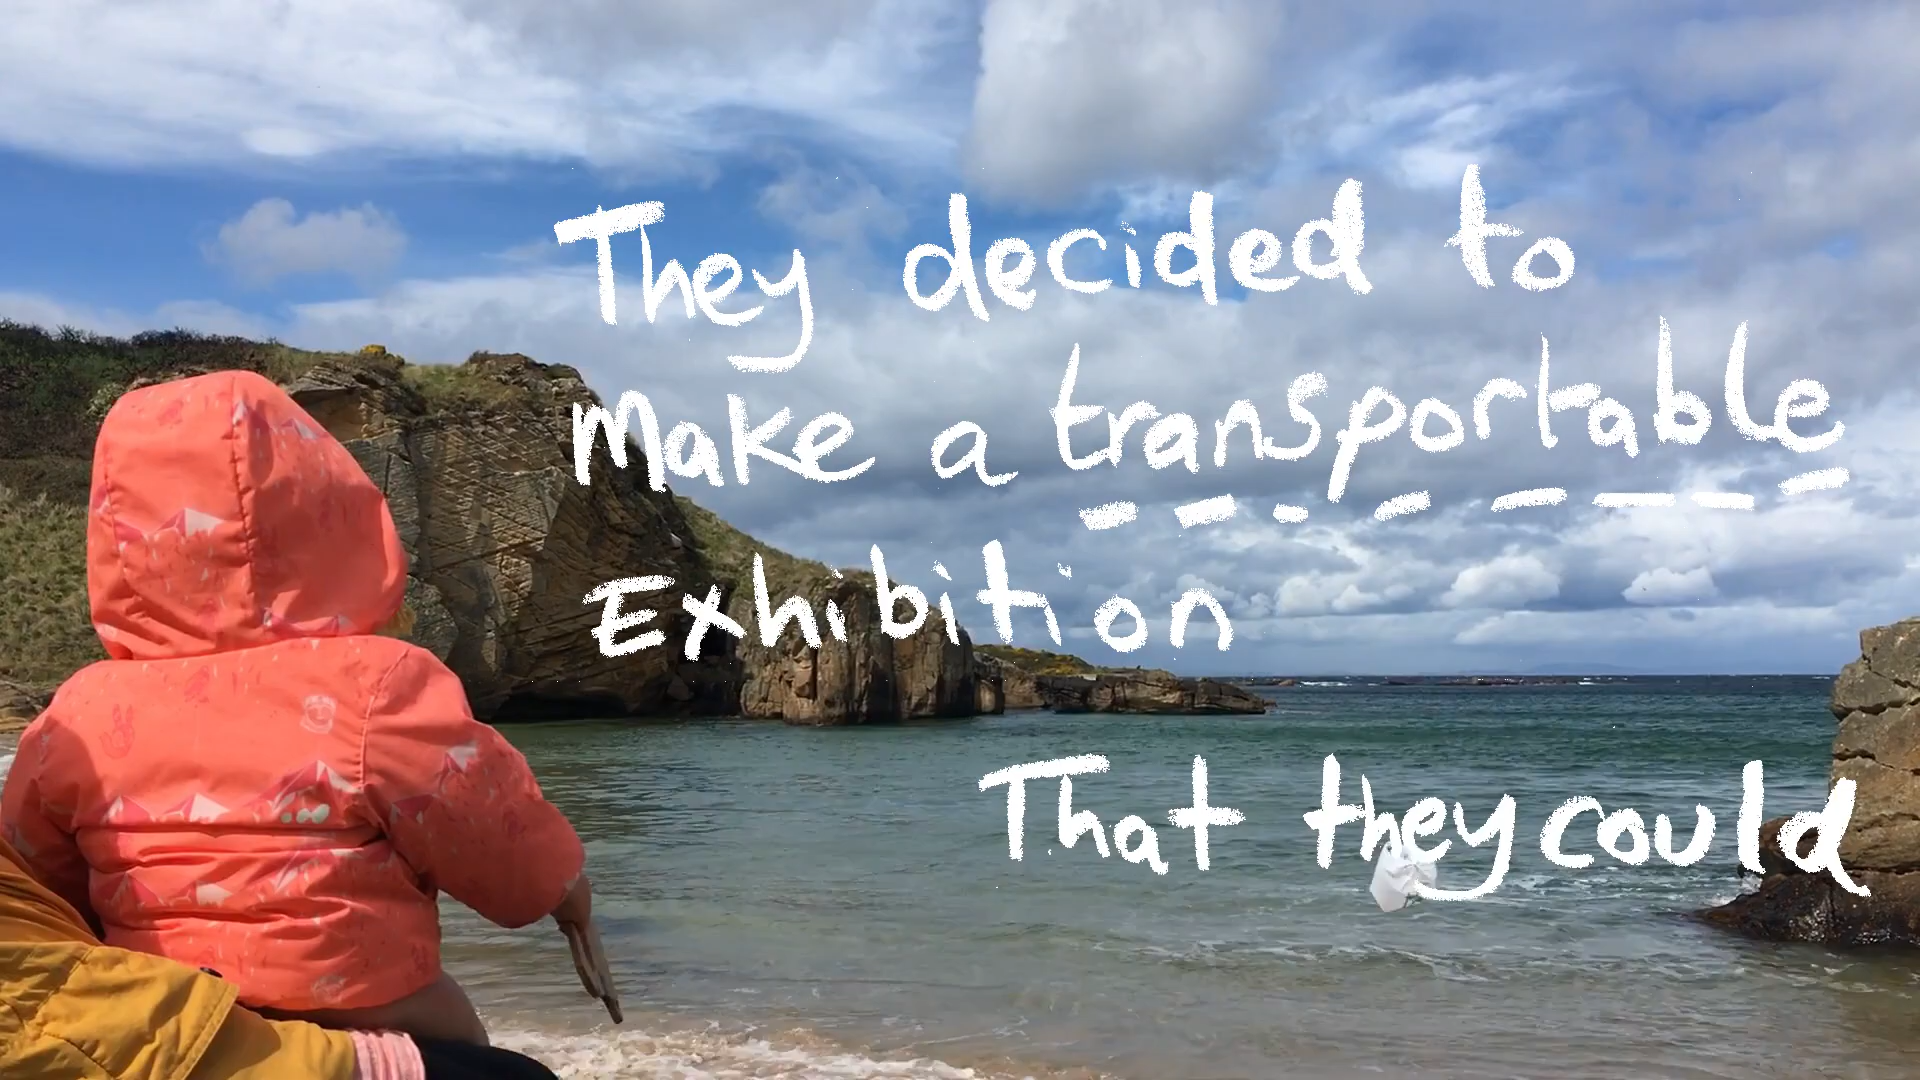 They decided to
Make a transportable
Exhibition
That they could